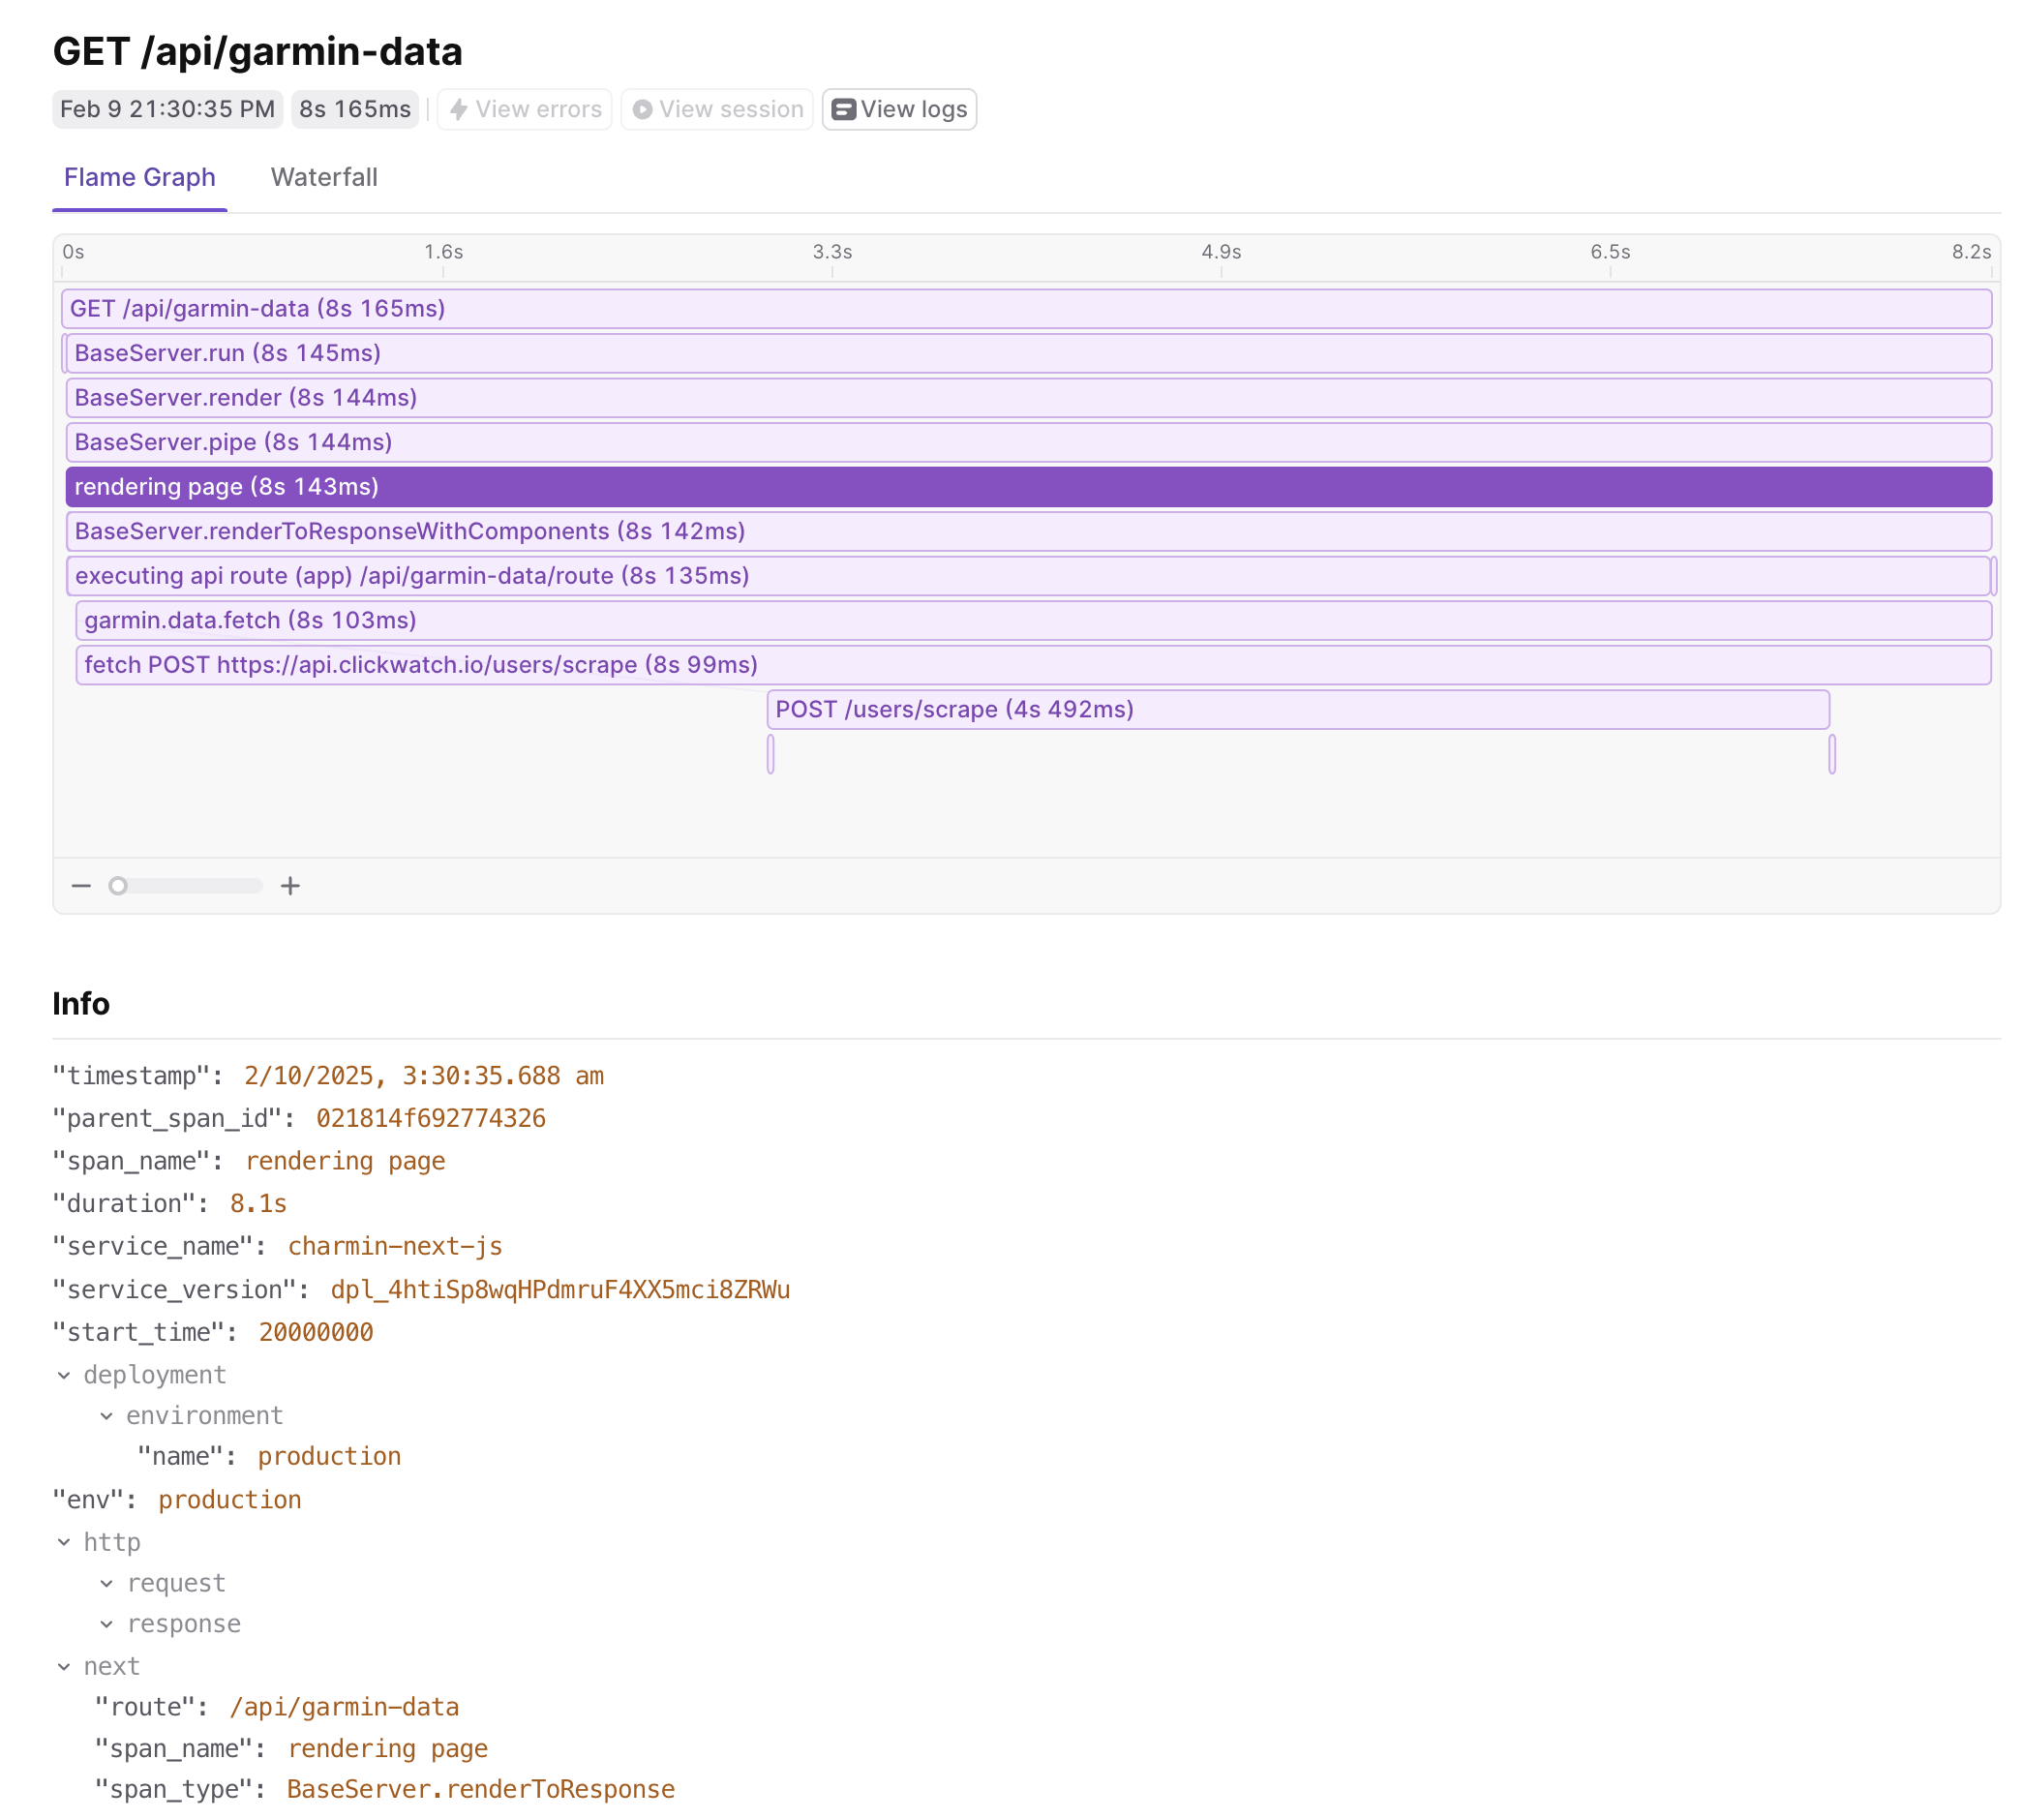 GET /api/garmin-data
Feb 9 21:30:35 PM 8s 165ms View errors View session View logs
Flame Graph Waterfall
0s 1.6s 3.3s 4.9s 6.5s 8.2s
GET /api/garmin-data (8s 165ms)
BaseServer.run (8s 145ms)
BaseServer.render (8s 144ms)
BaseServer.pipe (8s 144ms)
rendering page (8s 143ms)
BaseServer.renderToResponseWithComponents (8s 142ms)
executing api route (app) /api/garmin-data/route (8s 135ms)
garmin.data.fetch (8s 103ms)
fetch POST https://api.clickwatch.io/users/scrape (8s 99ms)
POST /users/scrape (4s 492ms)
Info
"timestamp": 2/10/2025, 3:30:35.688 am
"parent_span_id": 021814f692774326
"span_name": rendering page
"duration": 8.1s
"service_name": charmin-next-js
"service_version": dpl_4htiSp8wqHPdmruF4XX5mci8ZRWu
"start_time": 20000000
deployment
environment
"name": production
"env": production
http
request
response
next
"route": /api/garmin-data
"span_name": rendering page
"span_type": BaseServer.renderToResponse